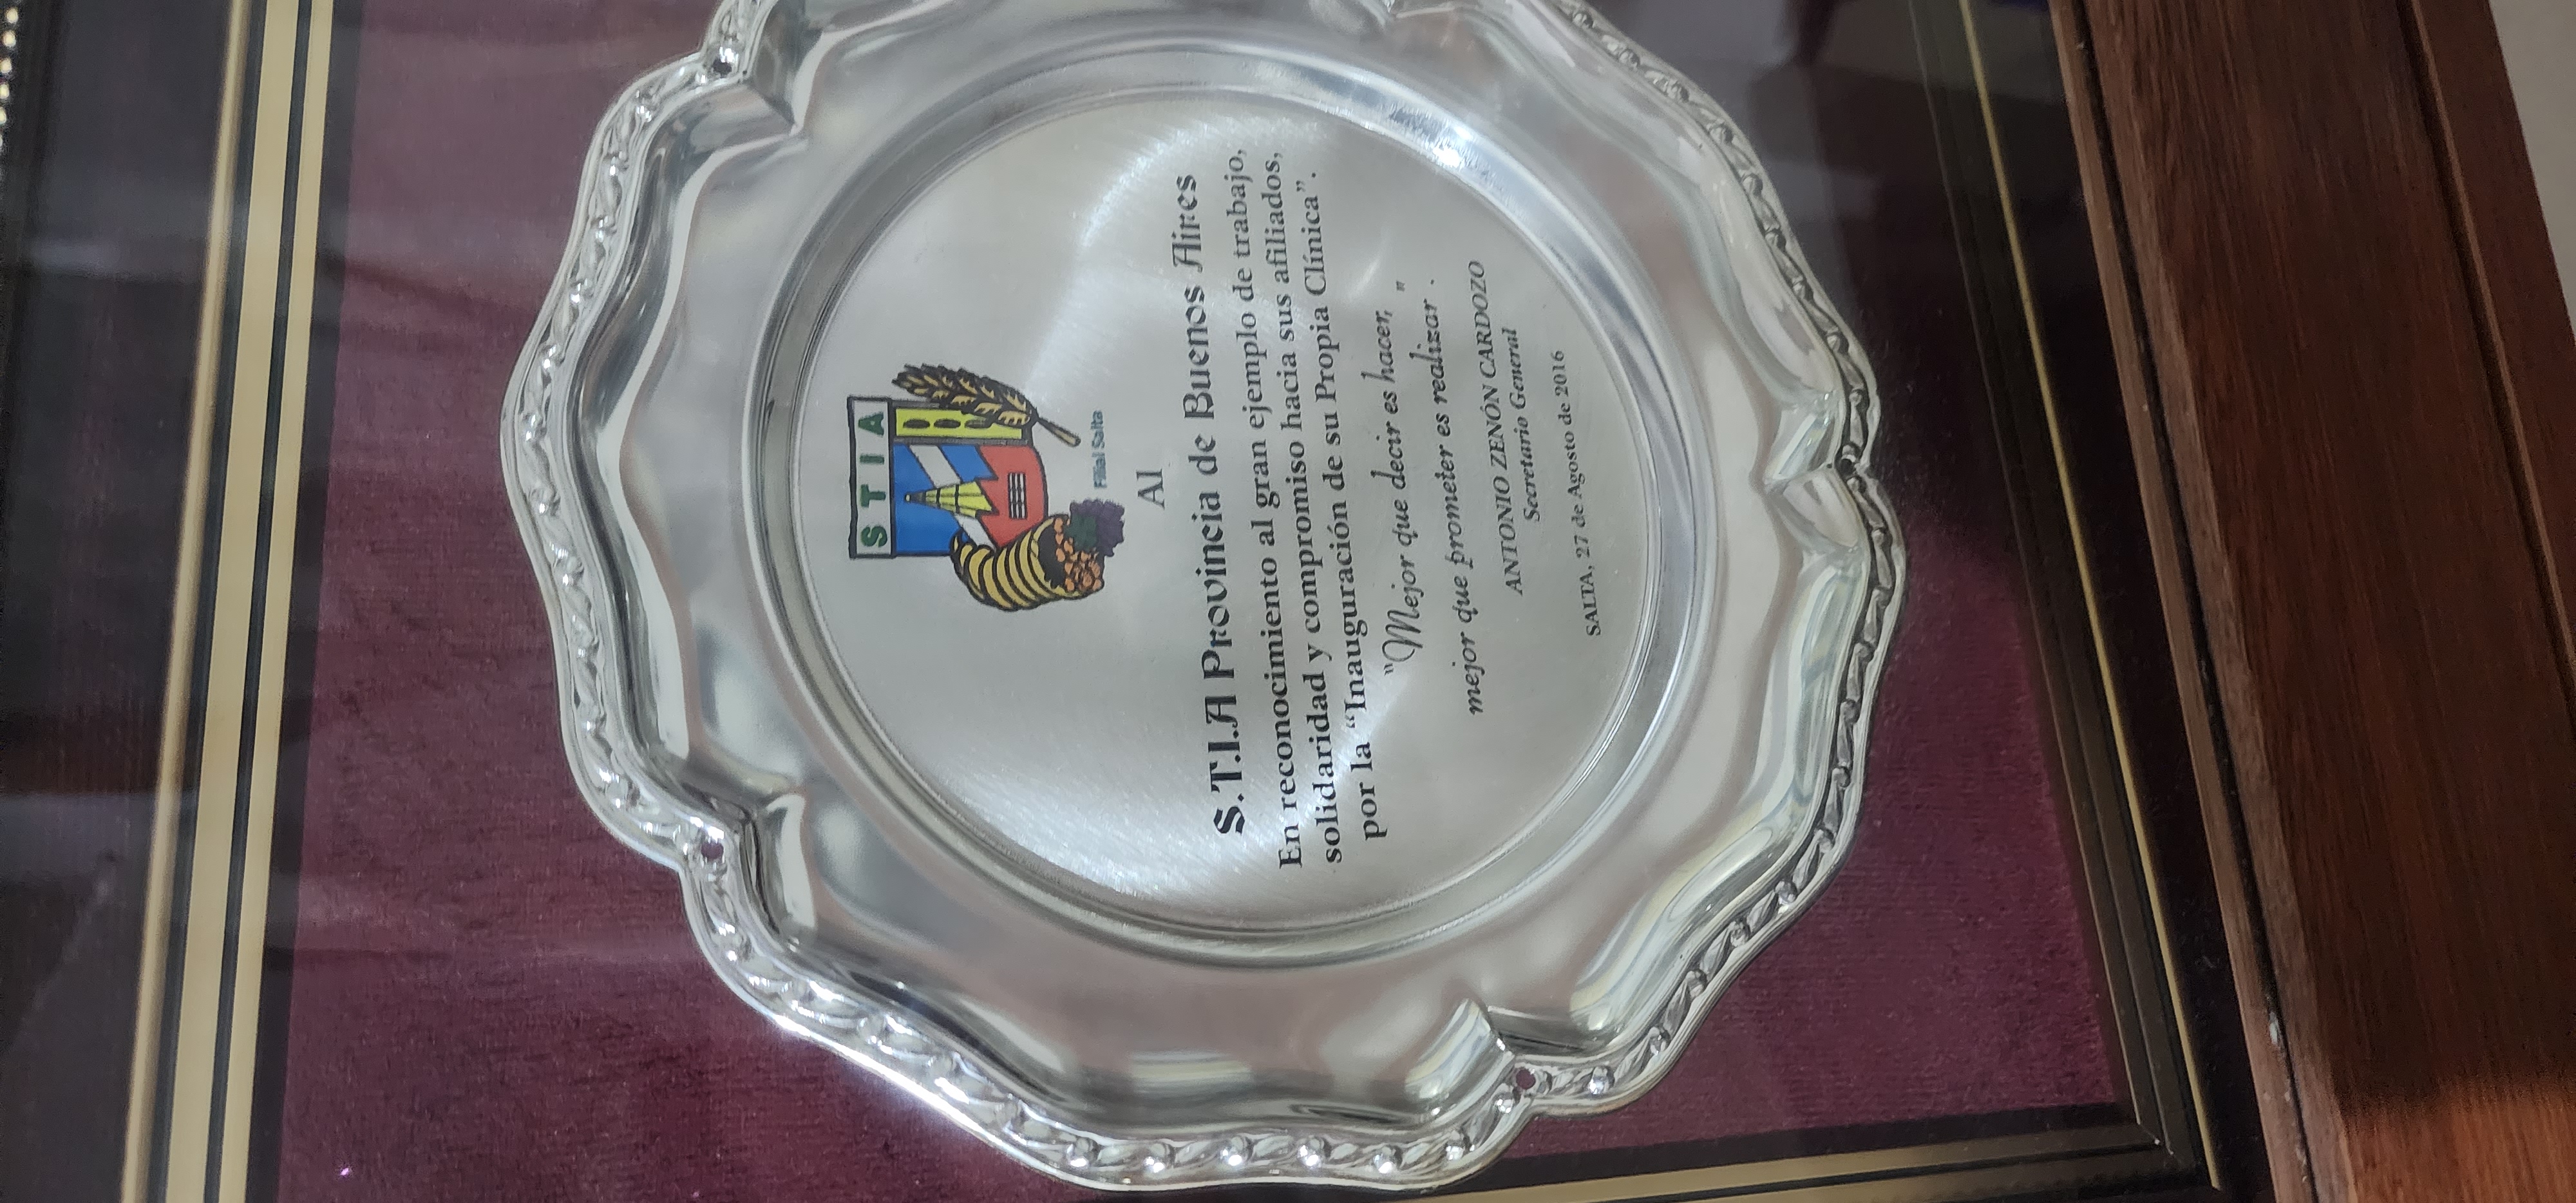 STIA
Filial Salta
Al
S.T.I.A Provincia de Buenos Aires
En reconocimiento al gran ejemplo de trabajo,
solidaridad y compromiso hacia sus afiliados,
por la “Inauguración de su Propia Clínica”.
"Mejor que decir es hacer,
mejor que prometer es realizar".
ANTONIO ZENÓN CARDOZO
Secretario General
SALTA, 27 de Agosto de 2016